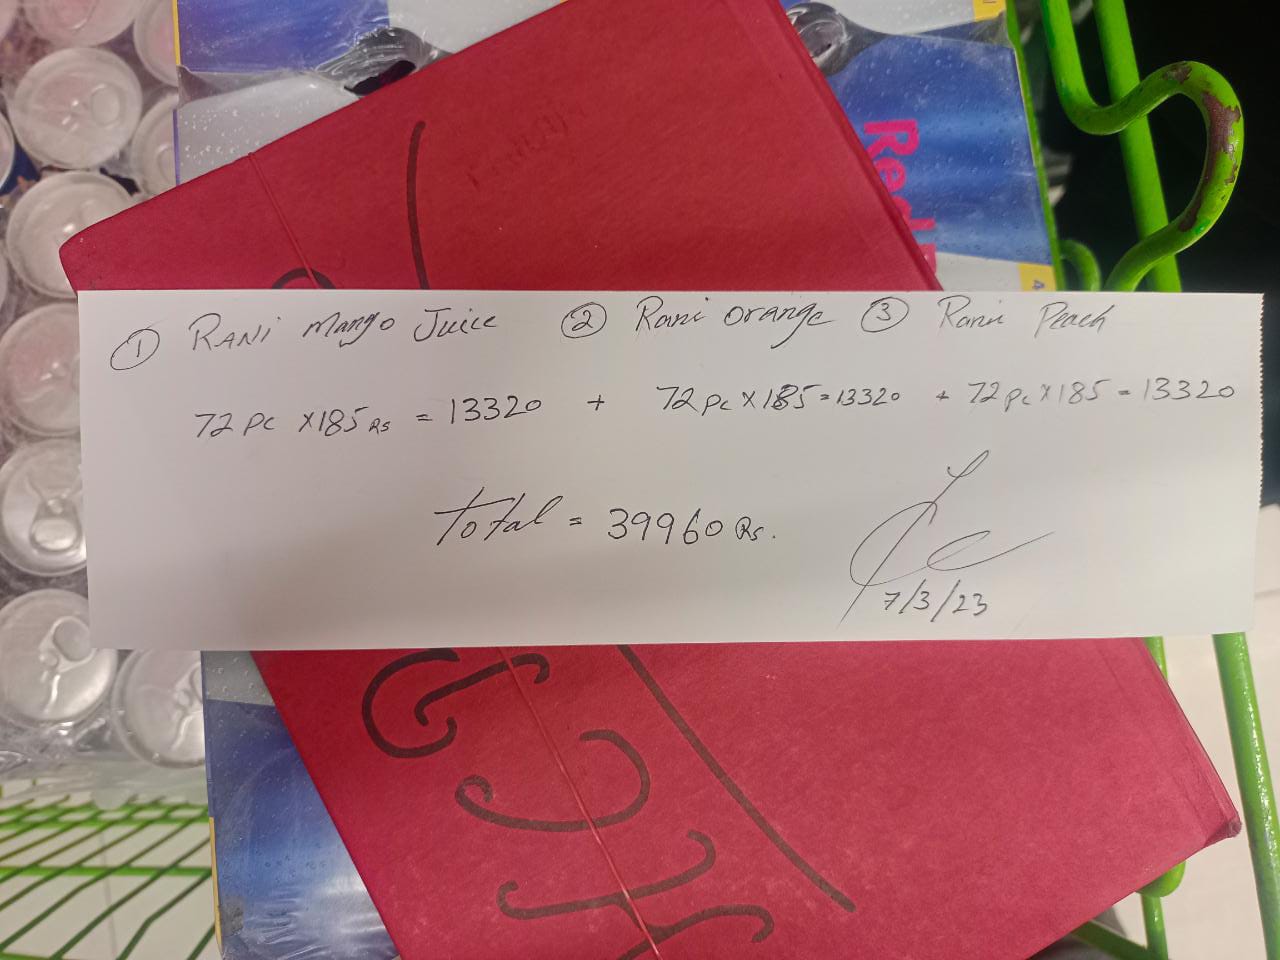 ① RANI Mango Juice ② Rani orange ③ Rani Peach
72 Pc X185 Rs = 13320 + 72 Pc X 185 = 13320 + 72 Pc X 185 = 13320
Total = 39960 Rs.
7/3/23